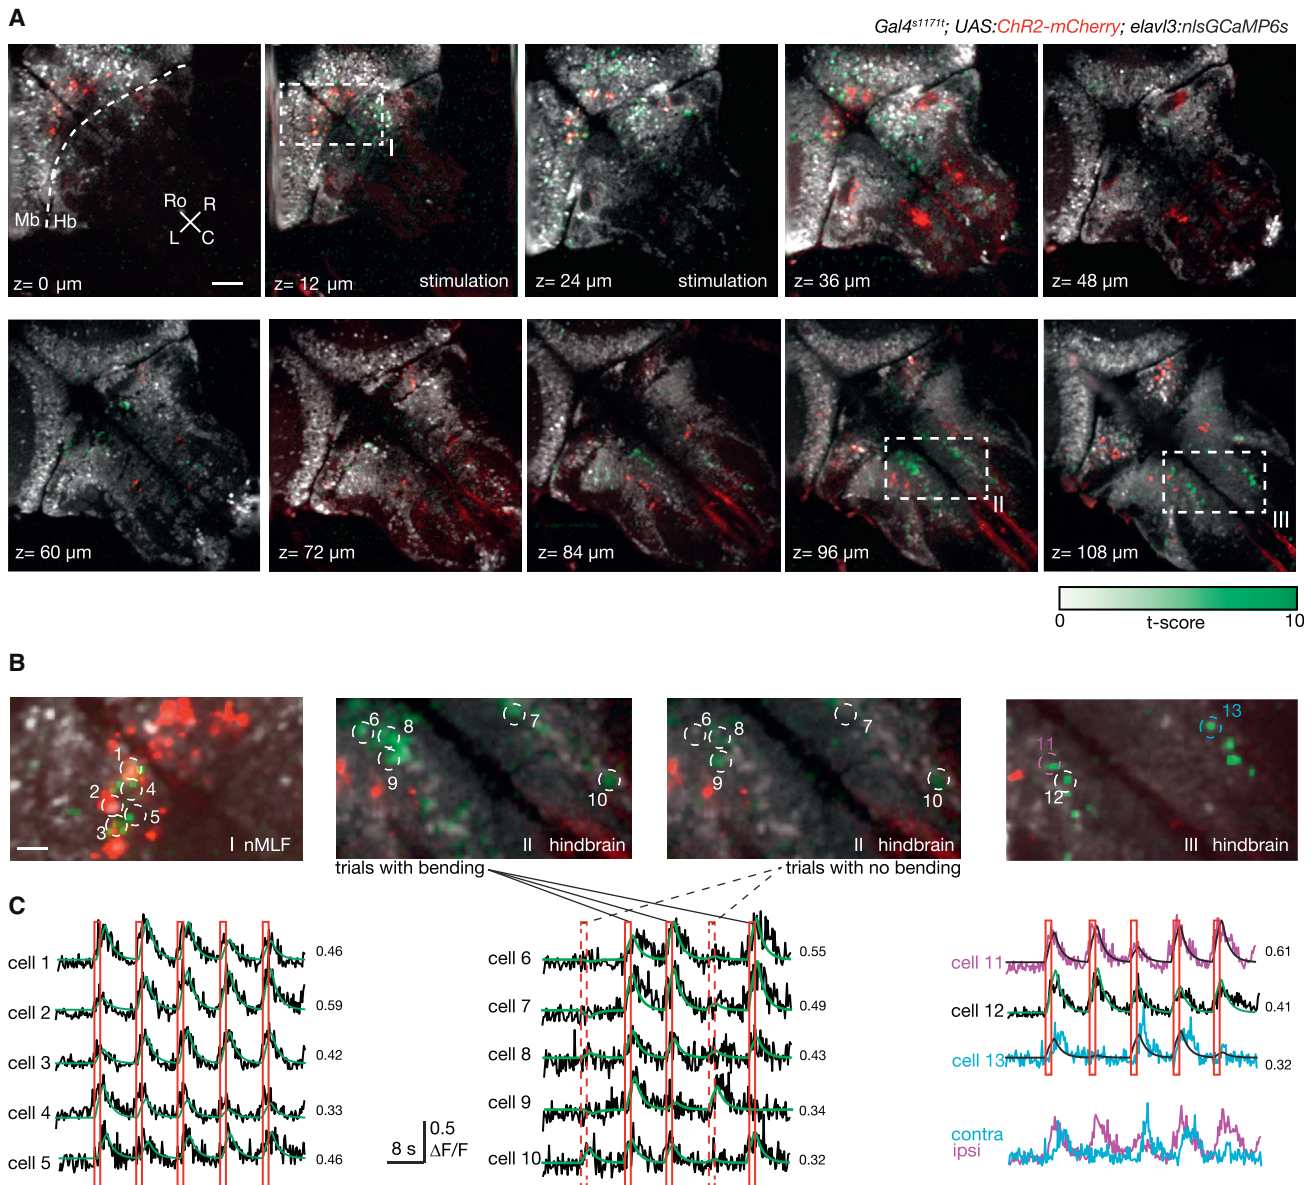 A
Gal4s1171t; UAS:ChR2-mCherry; elavl3:nlsGCaMP6s
Mb
Hb
Ro
R
L
C
z= 0 µm
I
z= 12 µm
stimulation
z= 24 µm
stimulation
z= 36 µm
z= 48 µm
z= 60 µm
z= 72 µm
z= 84 µm
II
z= 96 µm
III
z= 108 µm
0
t-score
10
B
1
2
3
4
5
I nMLF
6
7
8
9
10
II hindbrain
6
7
8
9
10
II hindbrain
11
12
13
III hindbrain
trials with bending
trials with no bending
C
cell 1
0.46
cell 2
0.59
cell 3
0.42
cell 4
0.33
cell 5
0.46
8 s
0.5
ΔF/F
cell 6
0.55
cell 7
0.49
cell 8
0.43
cell 9
0.34
cell 10
0.32
cell 11
0.61
cell 12
0.41
cell 13
0.32
contra
ipsi